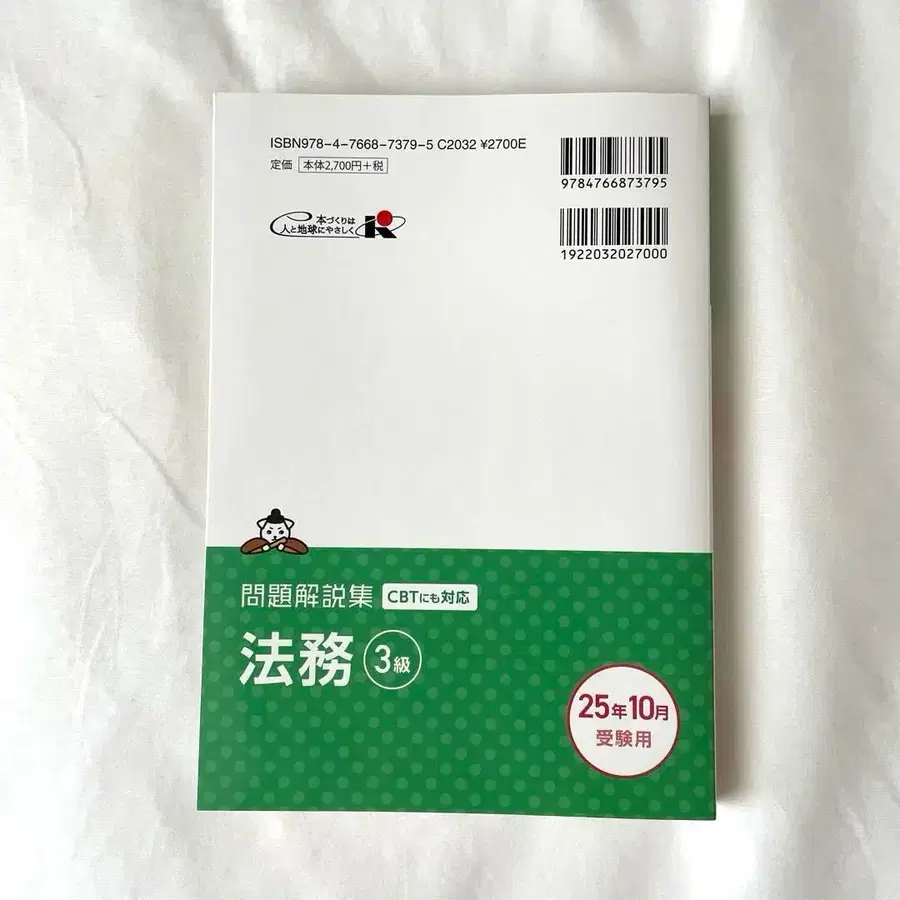 ISBN978-4-7668-7379-5 C2032 ¥2700E
定価 本体2,700円+税
9784766873795
本づくりは
人と地球にやさしく
1922032027000
問題解説集 CBTにも対応
法務 3級
25年10月
受験用